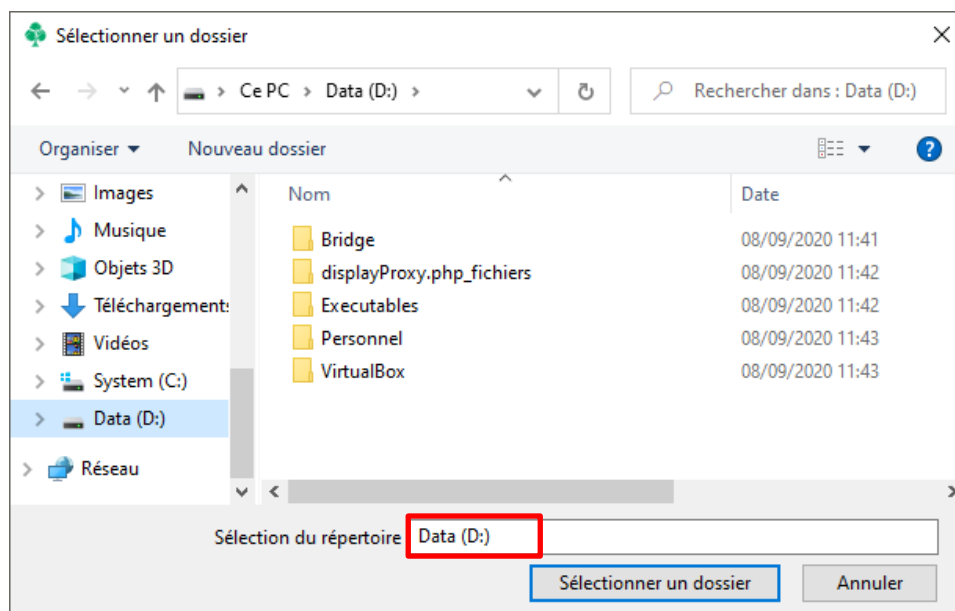 Sélectionner un dossier
Ce PC > Data (D:) >
Rechercher dans : Data (D:)
Organiser
Nouveau dossier
Images
Musique
Objets 3D
Téléchargements
Vidéos
System (C:)
Data (D:)
Réseau
Nom Date
Bridge 08/09/2020 11:41
displayProxy.php_fichiers 08/09/2020 11:42
Executables 08/09/2020 11:42
Personnel 08/09/2020 11:43
VirtualBox 08/09/2020 11:43
Sélection du répertoire Data (D:)
Sélectionner un dossier Annuler